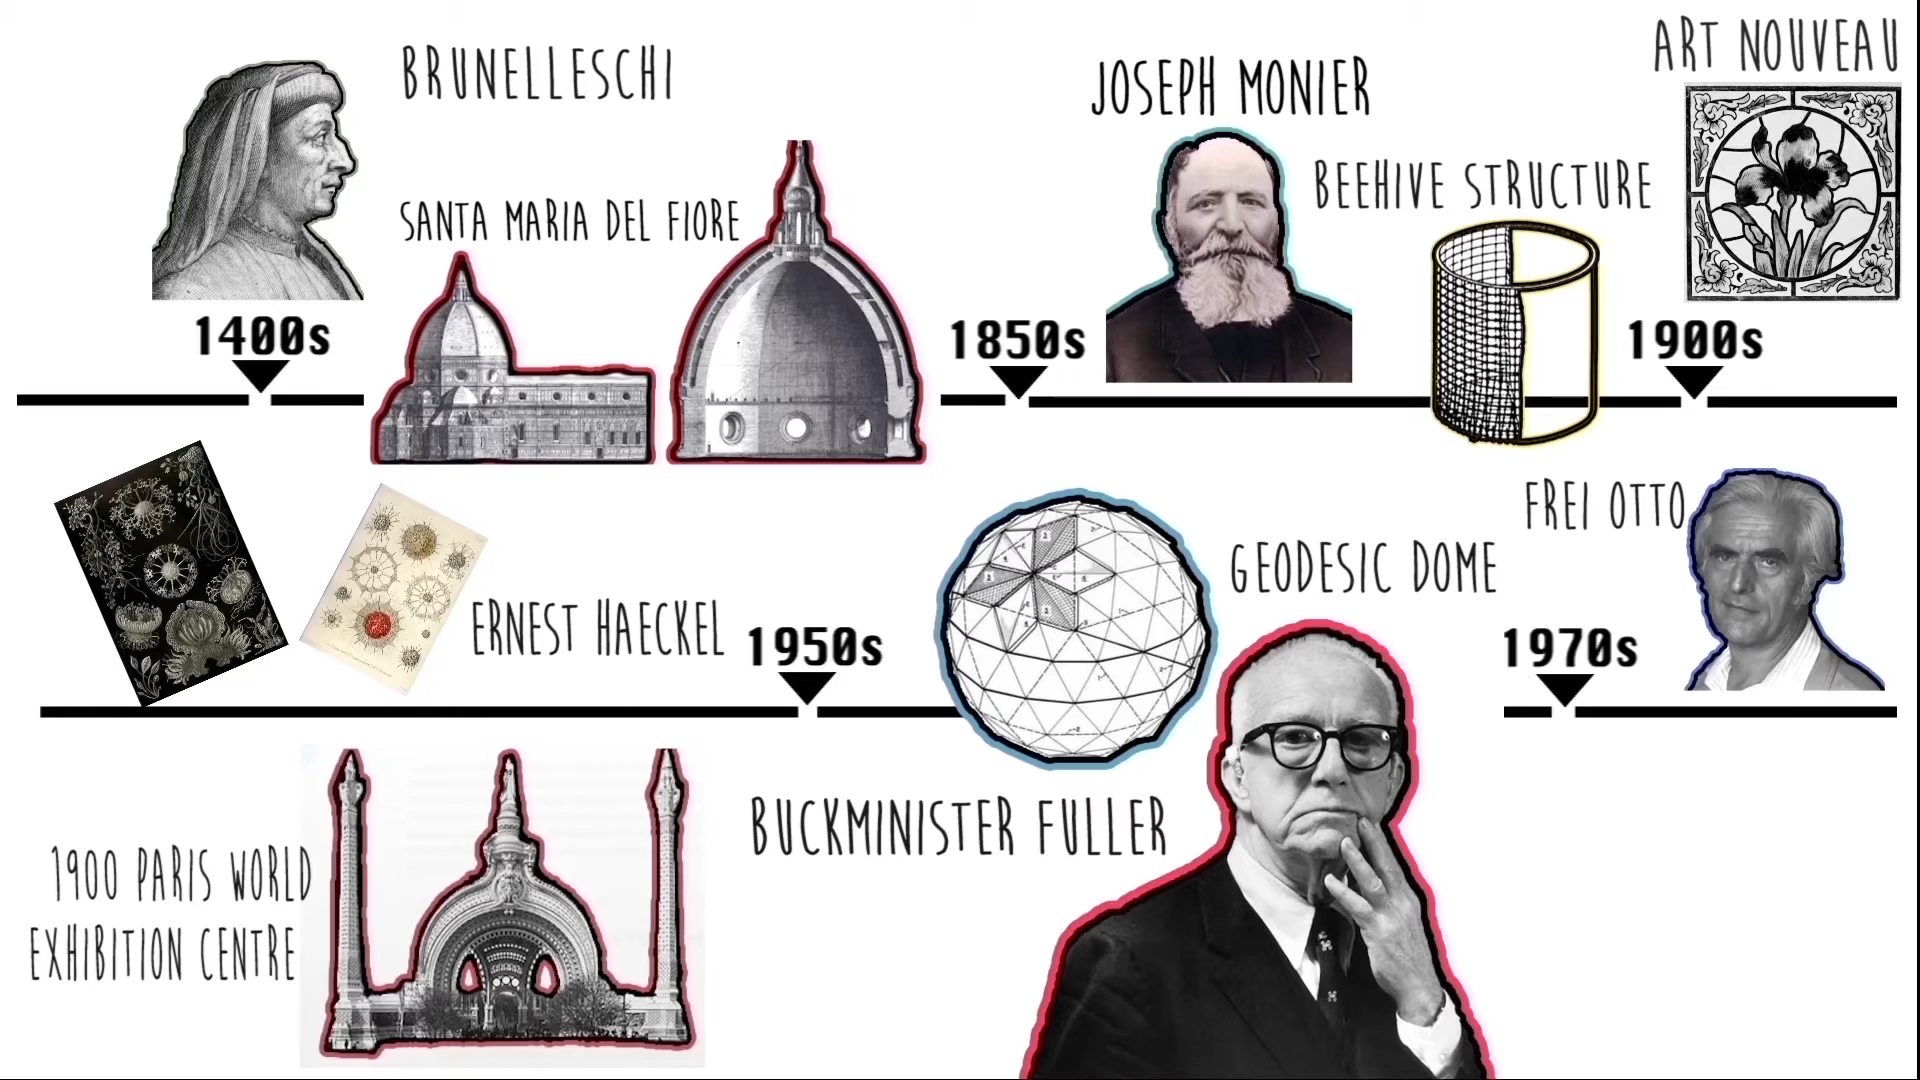 BRUNELLESCHI
SANTA MARIA DEL FIORE
1400s
JOSEPH MONIER
BEEHIVE STRUCTURE
1850s
ART NOUVEAU
1900s
ERNEST HAECKEL
1900 PARIS WORLD
EXHIBITION CENTRE
1950s
GEODESIC DOME
BUCKMINISTER FULLER
FREI OTTO
1970s